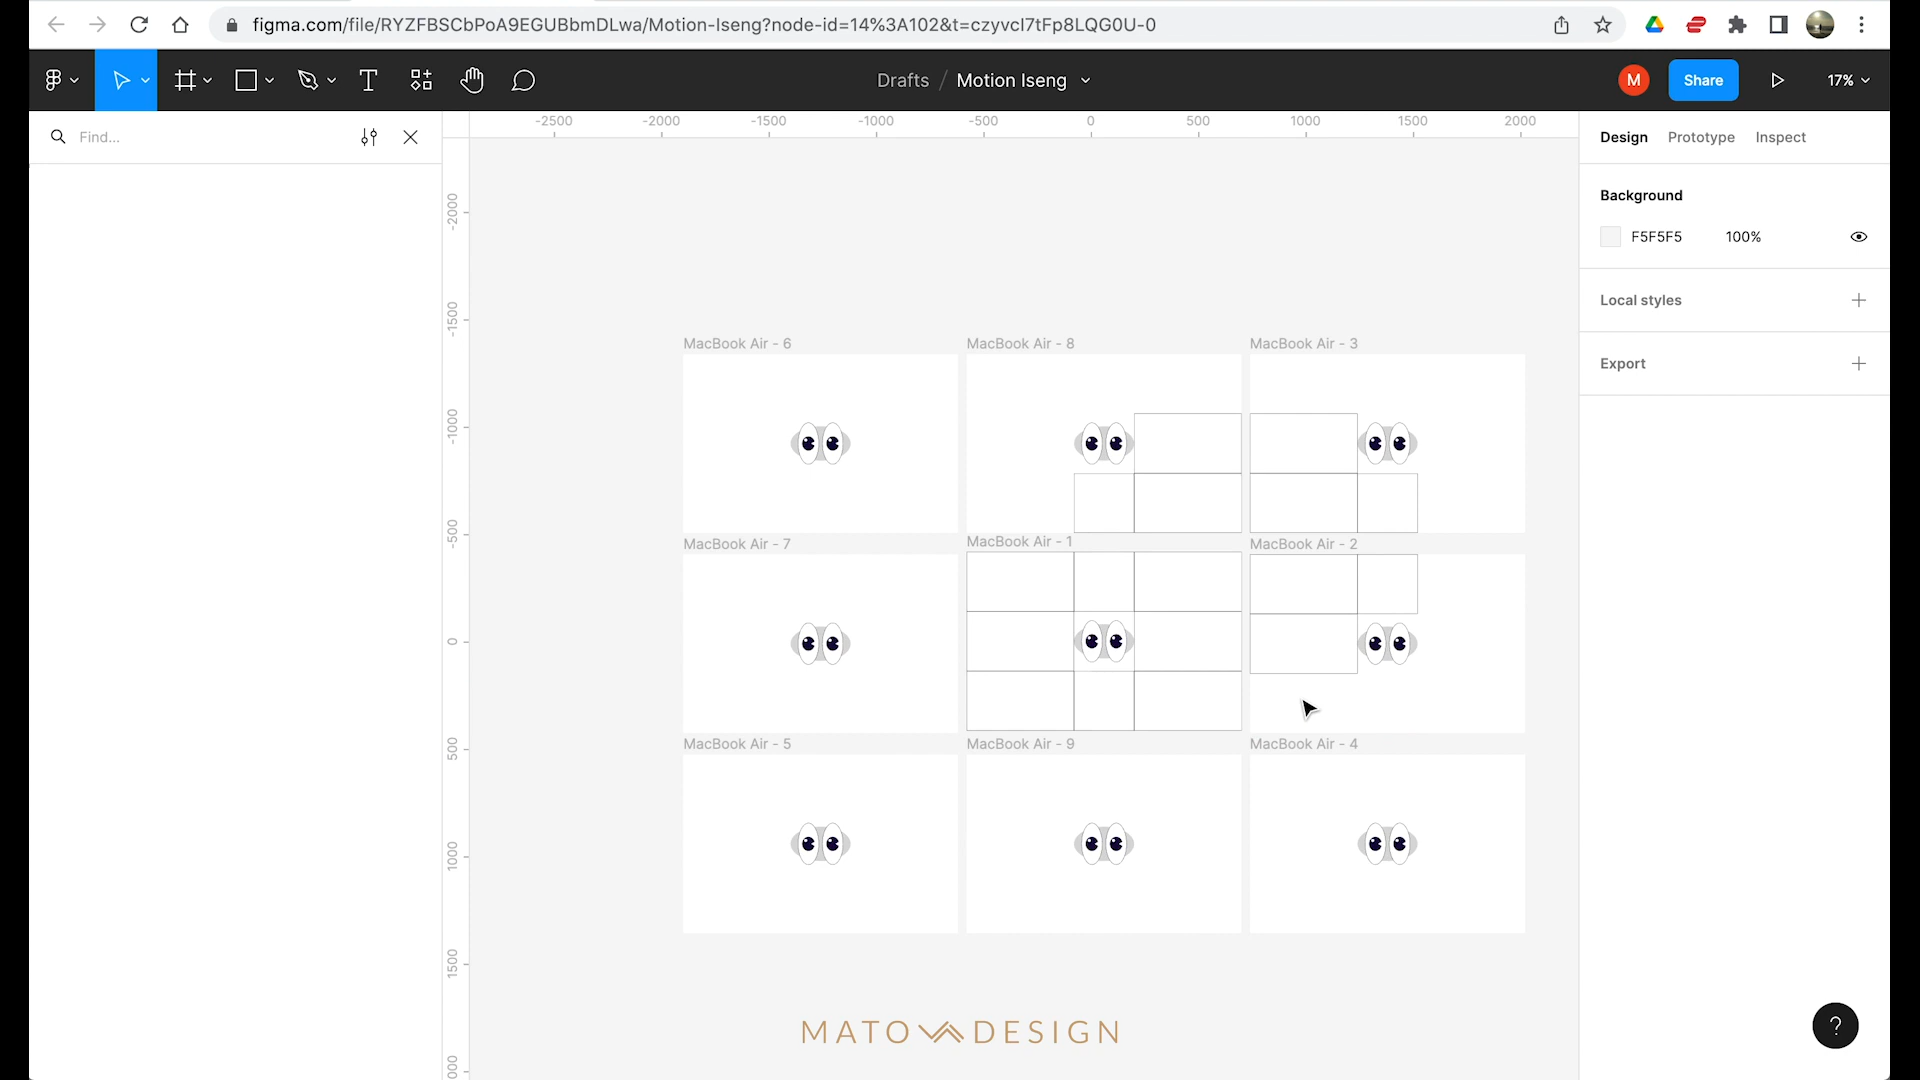 figma.com/file/RYZFBSCbPoA9EGUBbmDLwa/Motion-Iseng?node-id=14%3A102&t=czyvcI7tFp8LQG0U-0
Drafts / Motion Iseng
M
Share
17%
Find...
-2500 -2000 -1500 -1000 -500 0 500 1000 1500 2000
Design Prototype Inspect
Background
F5F5F5 100%
Local styles
Export
-2000
-1500
-1000
-500
0
500
1000
1500
000
MacBook Air - 6
MacBook Air - 8
MacBook Air - 3
MacBook Air - 7
MacBook Air - 1
MacBook Air - 2
MacBook Air - 5
MacBook Air - 9
MacBook Air - 4
MATO DESIGN
?